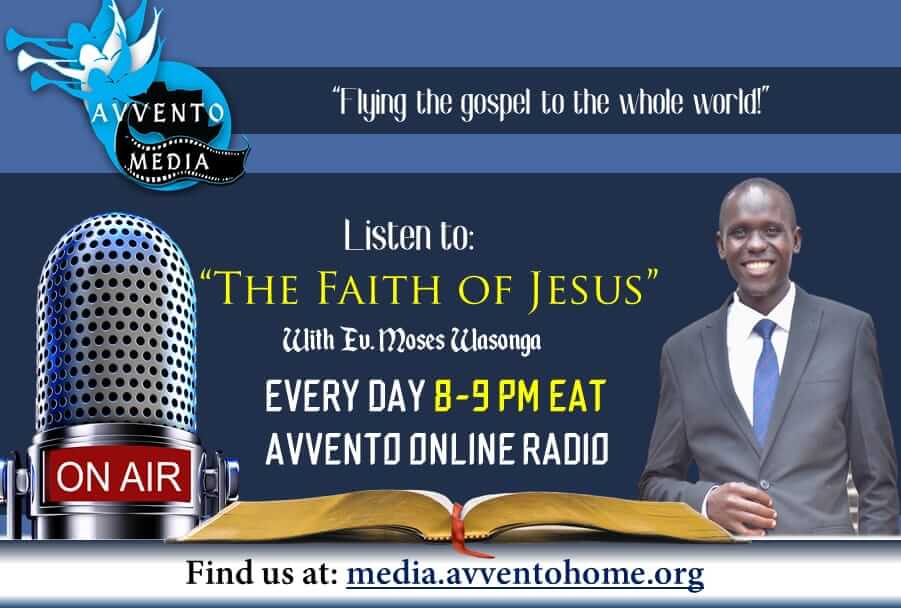 AVVENTO
MEDIA
“Flying the gospel to the whole world!”
Listen to:
“The Faith of Jesus”
With Ev. Moses Wasonga
EVERY DAY 8-9 PM EAT
AVVENTO ONLINE RADIO
ON AIR
Find us at: media.avventohome.org